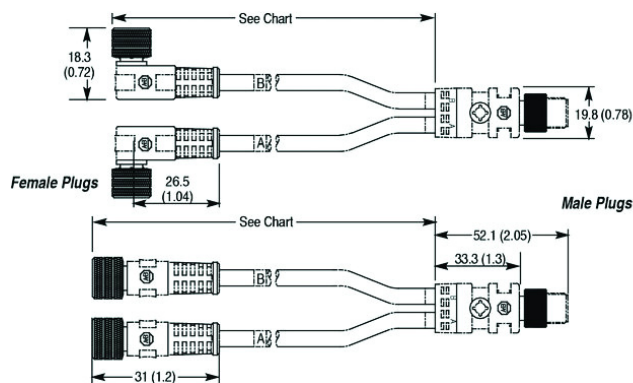 See Chart
18.3
(0.72)
B
19.8 (0.78)
A
Female Plugs
26.5
(1.04)
Male Plugs
See Chart
52.1 (2.05)
33.3 (1.3)
B
A
31 (1.2)